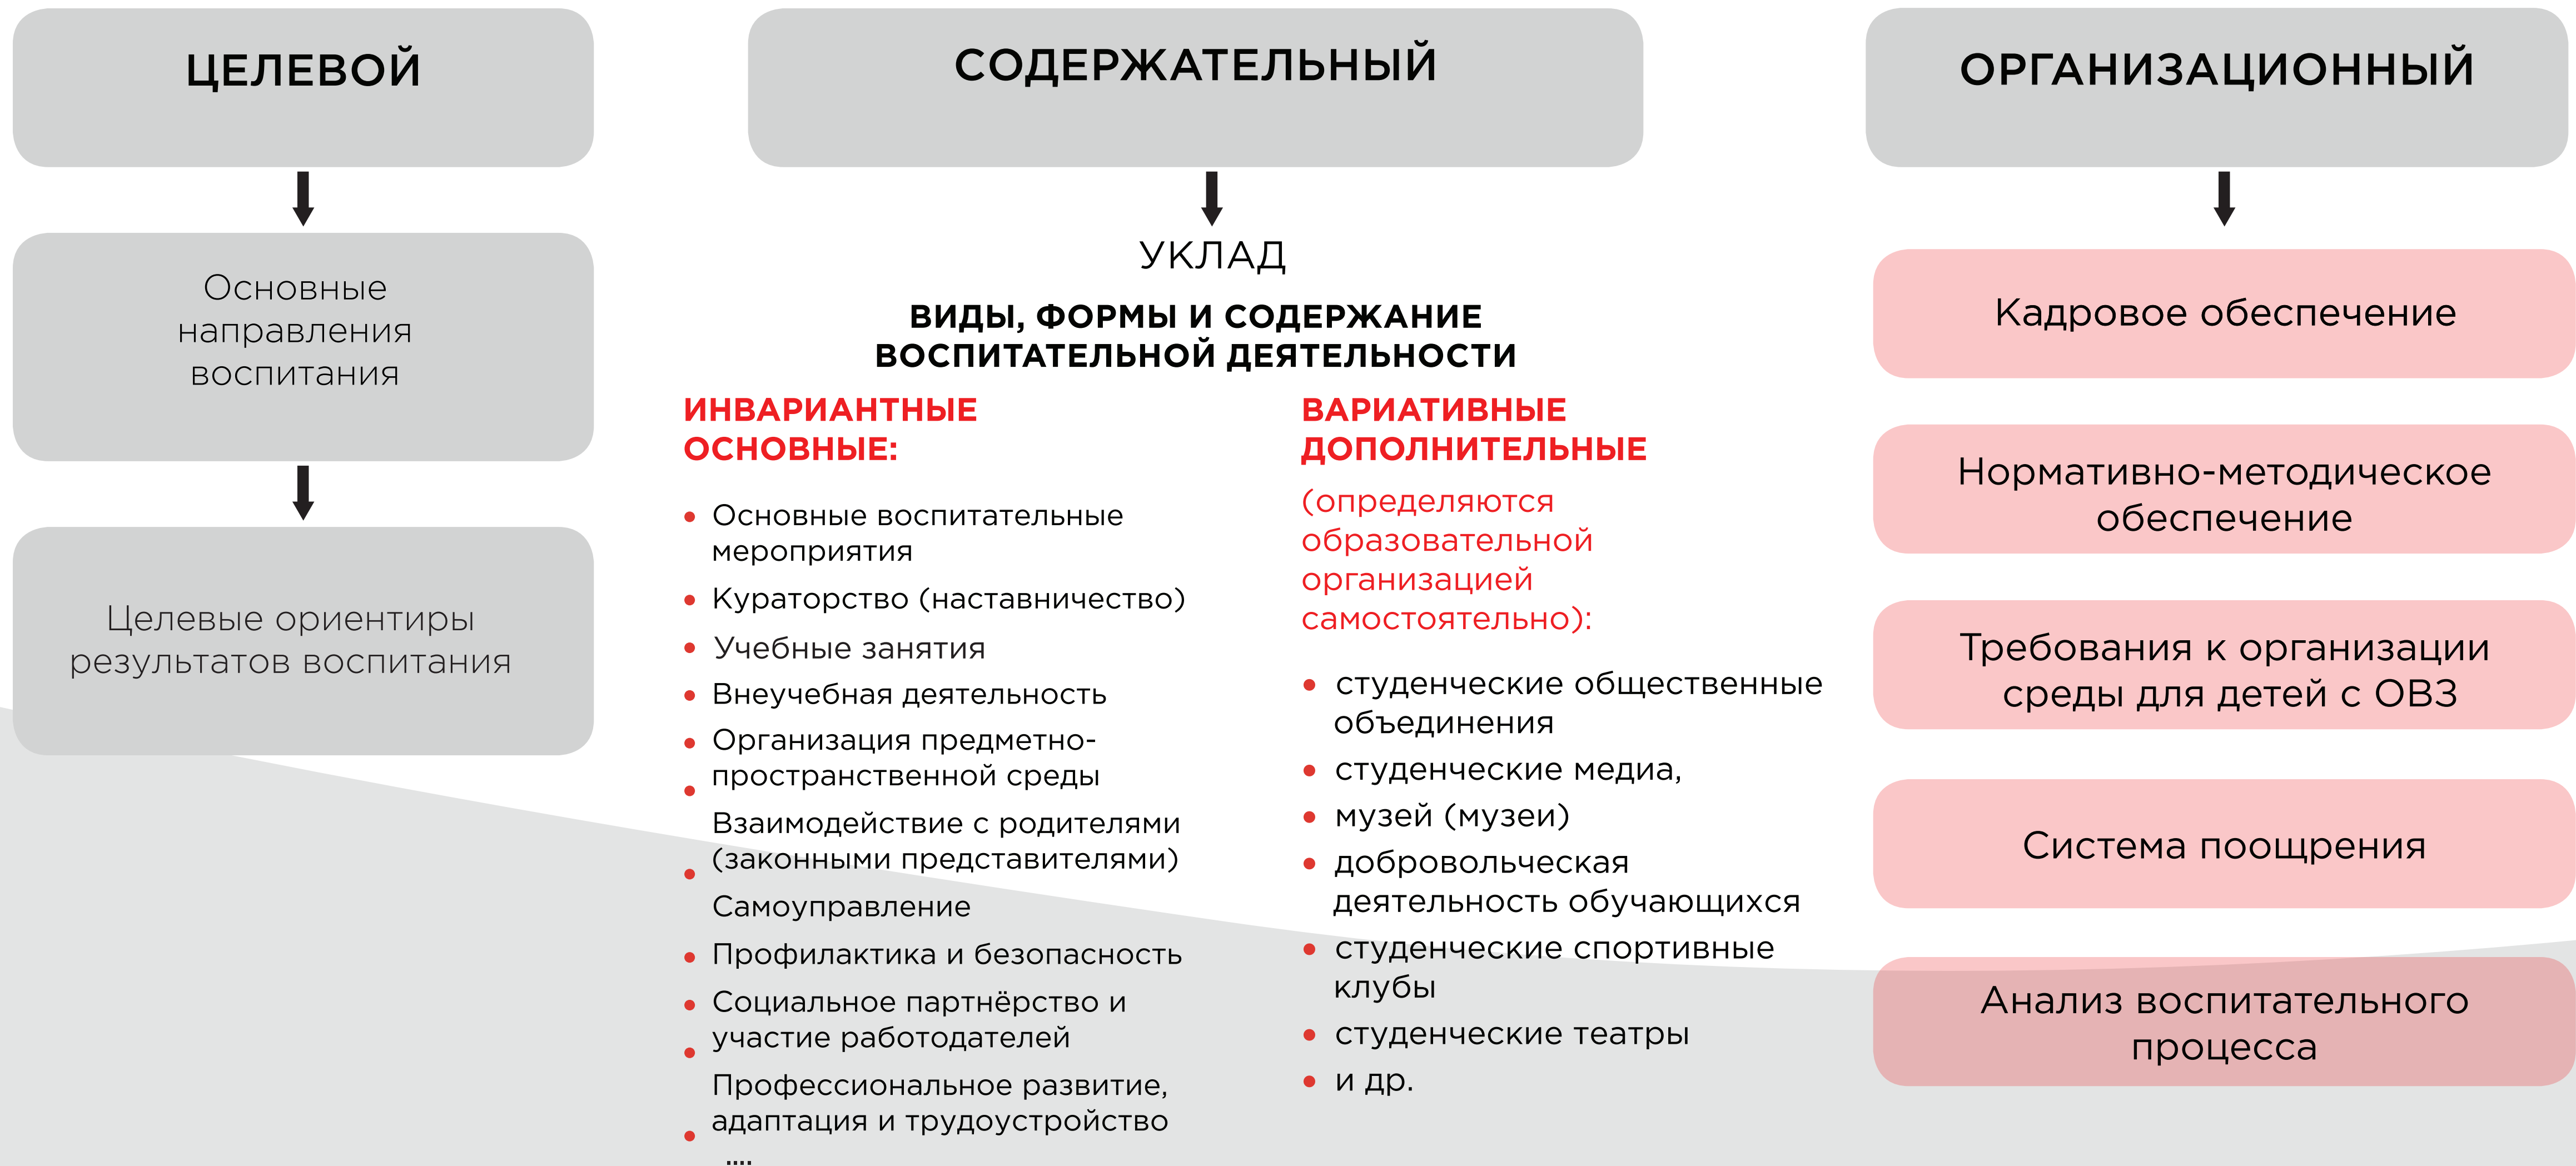 ЦЕЛЕВОЙ
Основные
направления
воспитания
Целевые ориентиры
результатов воспитания
СОДЕРЖАТЕЛЬНЫЙ
УКЛАД
ВИДЫ, ФОРМЫ И СОДЕРЖАНИЕ
ВОСПИТАТЕЛЬНОЙ ДЕЯТЕЛЬНОСТИ
ИНВАРИАНТНЫЕ
ОСНОВНЫЕ:
• Основные воспитательные
мероприятия
• Кураторство (наставничество)
• Учебные занятия
• Внеучебная деятельность
• Организация предметно-
• пространственной среды
Взаимодействие с родителями
• (законными представителями)
Самоуправление
• Профилактика и безопасность
• Социальное партнёрство и
• участие работодателей
Профессиональное развитие,
• адаптация и трудоустройство
....
ВАРИАТИВНЫЕ
ДОПОЛНИТЕЛЬНЫЕ
(определяются
образовательной
организацией
самостоятельно):
• студенческие общественные
объединения
• студенческие медиа,
• музей (музеи)
• добровольческая
деятельность обучающихся
• студенческие спортивные
клубы
• студенческие театры
• и др.
ОРГАНИЗАЦИОННЫЙ
Кадровое обеспечение
Нормативно-методическое
обеспечение
Требования к организации
среды для детей с ОВЗ
Система поощрения
Анализ воспитательного
процесса